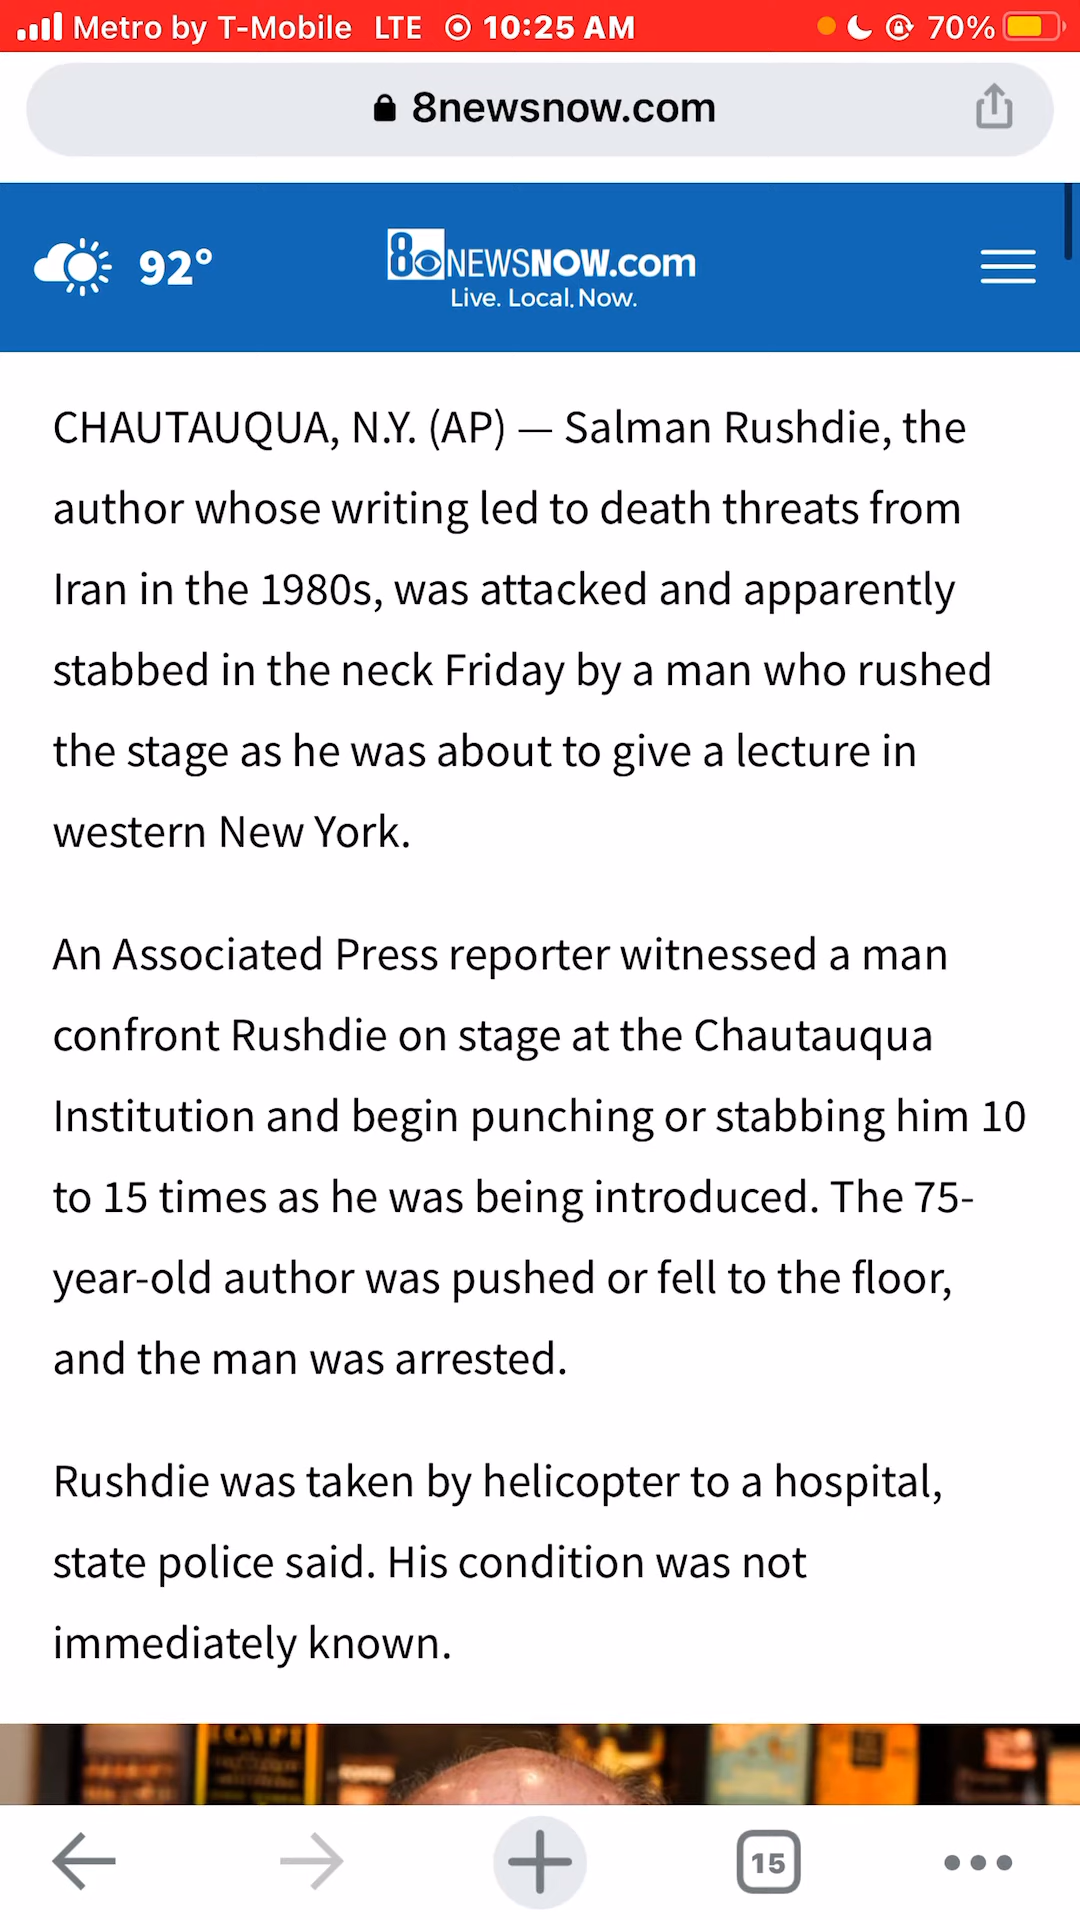 Metro by T-Mobile LTE 10:25 AM 70%
8newsnow.com
92°
8NEWSNOW.com
Live. Local. Now.
CHAUTAUQUA, N.Y. (AP) — Salman Rushdie, the
author whose writing led to death threats from
Iran in the 1980s, was attacked and apparently
stabbed in the neck Friday by a man who rushed
the stage as he was about to give a lecture in
western New York.
An Associated Press reporter witnessed a man
confront Rushdie on stage at the Chautauqua
Institution and begin punching or stabbing him 10
to 15 times as he was being introduced. The 75-
year-old author was pushed or fell to the floor,
and the man was arrested.
Rushdie was taken by helicopter to a hospital,
state police said. His condition was not
immediately known.
EGYPT
15